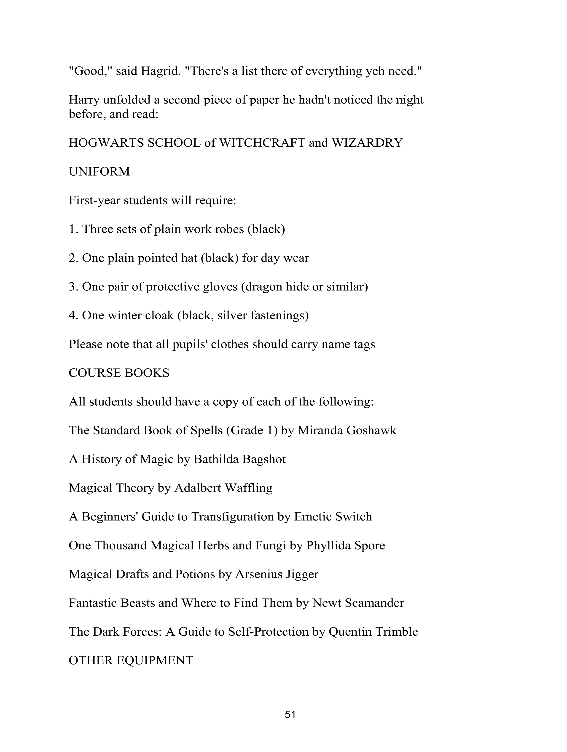 "Good," said Hagrid. "There's a list there of everything yeh need."
Harry unfolded a second piece of paper he hadn't noticed the night
before, and read:
HOGWARTS SCHOOL of WITCHCRAFT and WIZARDRY
UNIFORM
First-year students will require:
1. Three sets of plain work robes (black)
2. One plain pointed hat (black) for day wear
3. One pair of protective gloves (dragon hide or similar)
4. One winter cloak (black, silver fastenings)
Please note that all pupils' clothes should carry name tags
COURSE BOOKS
All students should have a copy of each of the following:
The Standard Book of Spells (Grade 1) by Miranda Goshawk
A History of Magic by Bathilda Bagshot
Magical Theory by Adalbert Waffling
A Beginners' Guide to Transfiguration by Emetic Switch
One Thousand Magical Herbs and Fungi by Phyllida Spore
Magical Drafts and Potions by Arsenius Jigger
Fantastic Beasts and Where to Find Them by Newt Scamander
The Dark Forces: A Guide to Self-Protection by Quentin Trimble
OTHER EQUIPMENT
51